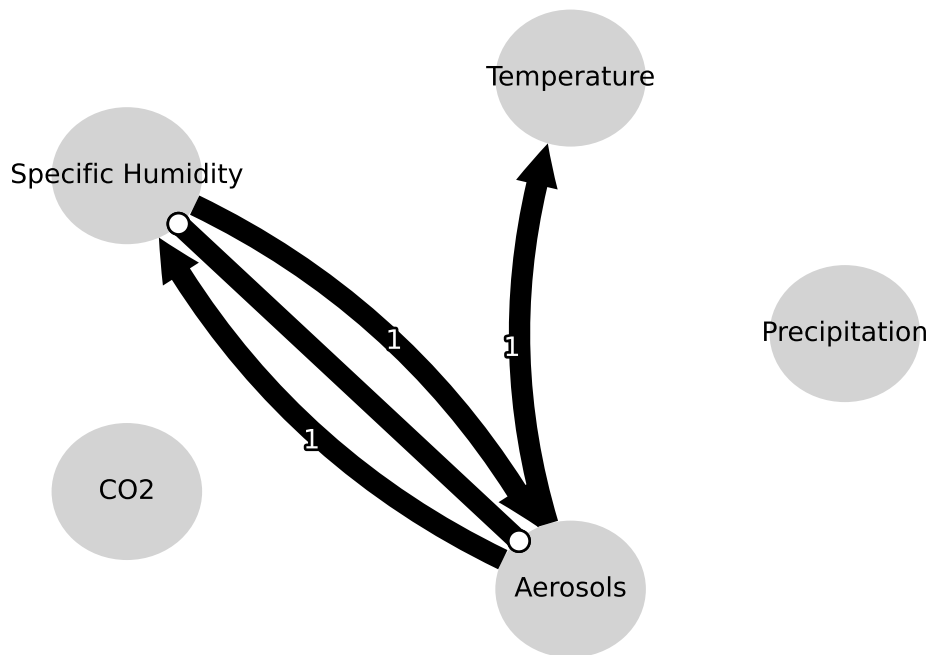 Temperature
Specific Humidity
Precipitation
1
1
1
CO2
Aerosols